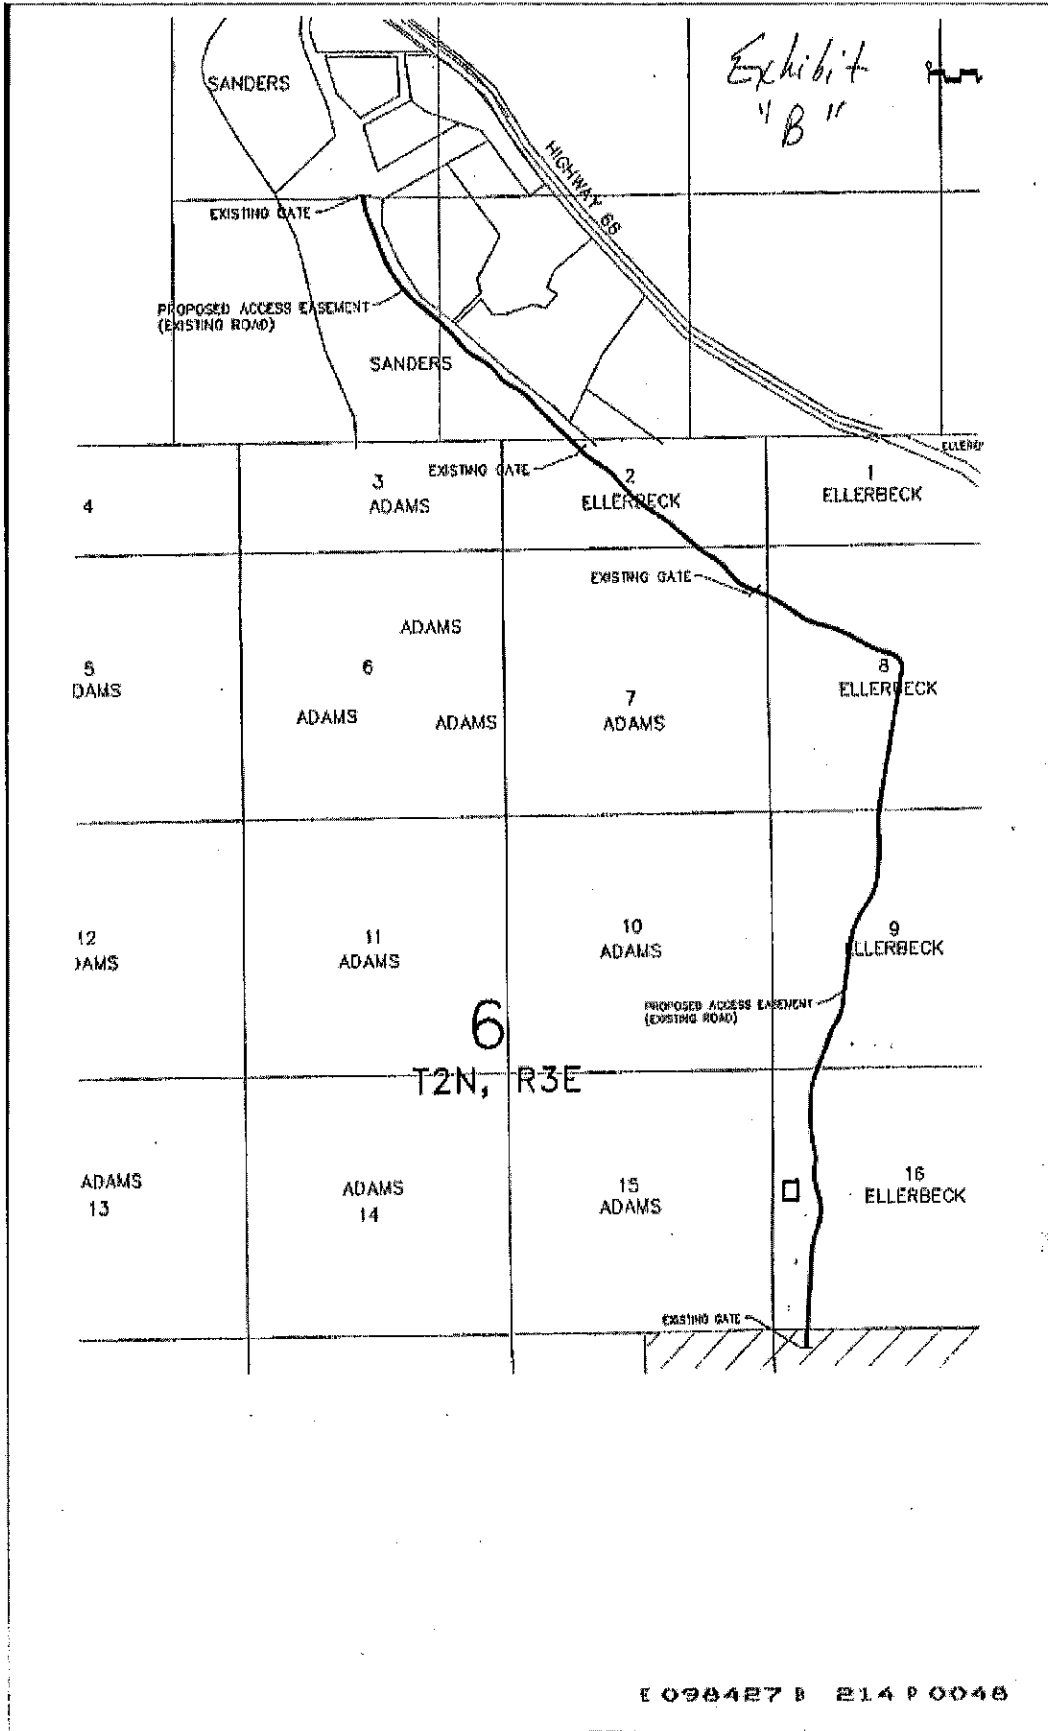 Exhibit
"B"
SANDERS
HIGHWAY 66
EXISTING GATE
PROPOSED ACCESS EASEMENT
(EXISTING ROAD)
SANDERS
EXISTING GATE
4
3
ADAMS
2
ELLERBECK
1
ELLERBECK
EXISTING GATE
5
DAMS
ADAMS
6
ADAMS
ADAMS
7
ADAMS
8
ELLERBECK
12
ADAMS
11
ADAMS
10
ADAMS
9
ELLERBECK
PROPOSED ACCESS EASEMENT
(EXISTING ROAD)
6
T2N, R3E
ADAMS
13
ADAMS
14
15
ADAMS
16
ELLERBECK
EXISTING GATE
E 098427 B 214 P 0048